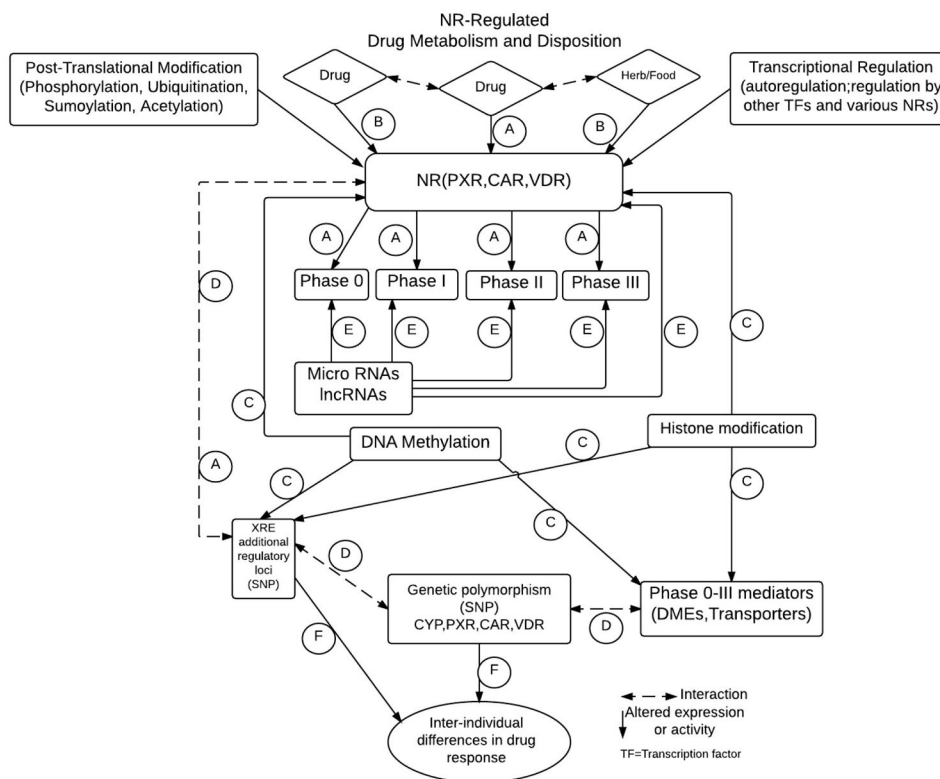 NR-Regulated
Drug Metabolism and Disposition
Post-Translational Modification
(Phosphorylation, Ubiquitination,
Sumoylation, Acetylation)
Drug
Drug
Herb/Food
Transcriptional Regulation
(autoregulation;regulation by
other TFs and various NRs)
B
A
B
NR(PXR,CAR,VDR)
A
A
A
A
D
Phase 0
Phase I
Phase II
Phase III
E
E
E
E
E
C
Micro RNAs
lncRNAs
C
DNA Methylation
Histone modification
A
C
C
C
C
XRE
additional
regulatory
loci
(SNP)
D
Genetic polymorphism
(SNP)
CYP,PXR,CAR,VDR
D
Phase 0-III mediators
(DMEs,Transporters)
F
F
Inter-individual
differences in drug
response
Interaction
Altered expression
or activity
TF=Transcription factor